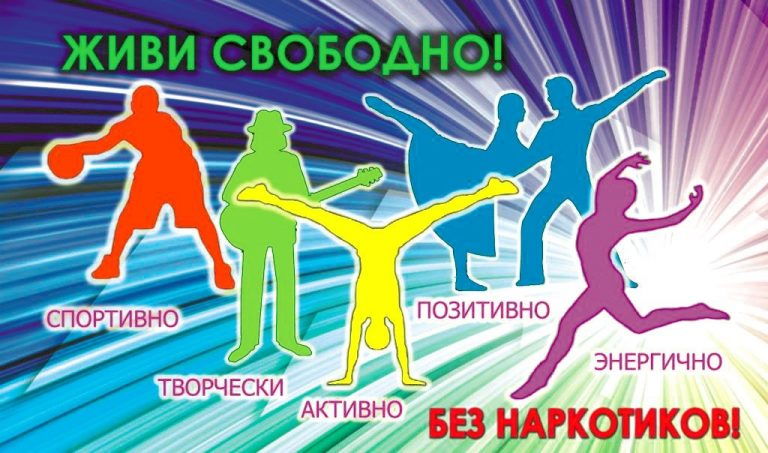 ЖИВИ СВОБОДНО!
СПОРТИВНО
ТВОРЧЕСКИ
АКТИВНО
ПОЗИТИВНО
ЭНЕРГИЧНО
БЕЗ НАРКОТИКОВ!